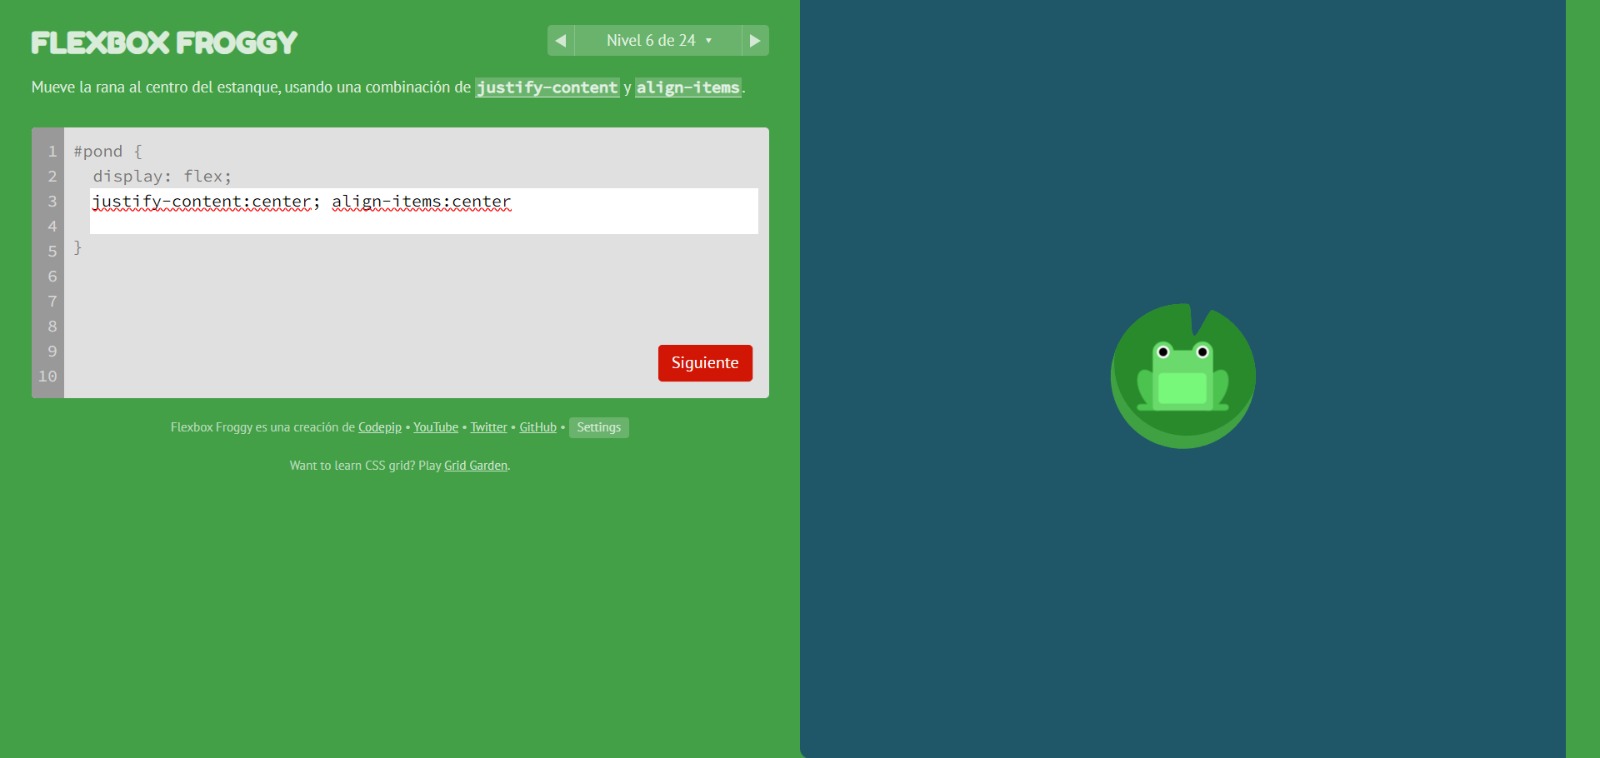 FLEXBOX FROGGY
◀ Nivel 6 de 24 ▼ ▶
Mueve la rana al centro del estanque, usando una combinación de justify-content y align-items.
1 #pond {
2 display: flex;
3 justify-content:center; align-items:center
4
5 }
6
7
8
9
10
Siguiente
Flexbox Froggy es una creación de Codepip • YouTube • Twitter • GitHub • Settings
Want to learn CSS grid? Play Grid Garden.